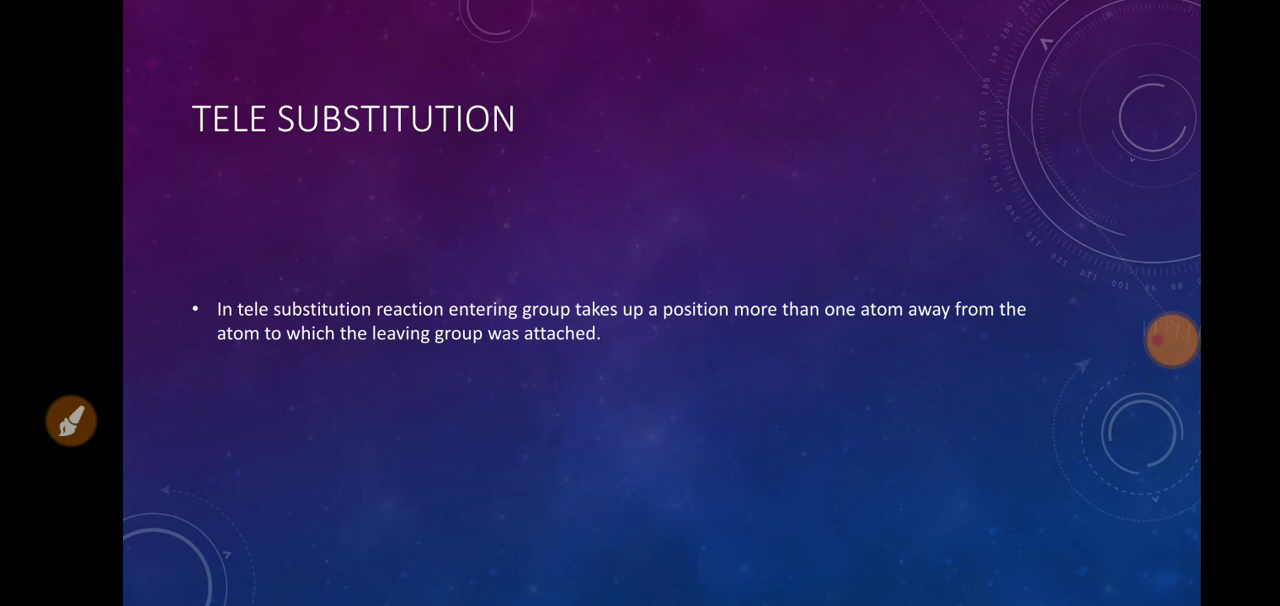 TELE SUBSTITUTION
• In tele substitution reaction entering group takes up a position more than one atom away from the
atom to which the leaving group was attached.